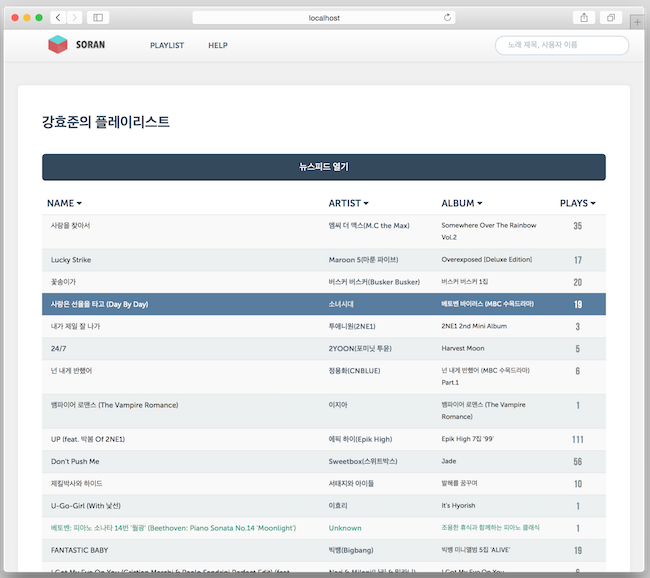 localhost
SORAN
PLAYLIST
HELP
노래 제목, 사용자 이름
강효준의 플레이리스트
뉴스피드 열기
NAME ARTIST ALBUM PLAYS
사랑을 찾아서 엠씨 더 맥스(M.C the Max) Somewhere Over The Rainbow 35
Vol.2
Lucky Strike Maroon 5(마룬 파이브) Overexposed [Deluxe Edition] 17
꽃송이가 버스커 버스커(Busker Busker) 버스커 버스커 1집 20
사랑은 선율을 타고 (Day By Day) 소녀시대 베토벤 바이러스 (MBC 수목드라마) 19
내가 제일 잘 나가 투애니원(2NE1) 2NE1 2nd Mini Album 3
24/7 2YOON(포미닛 투윤) Harvest Moon 5
넌 내게 반했어 정용화(CNBLUE) 넌 내게 반했어 (MBC 수목드라마) 6
Part.1
뱀파이어 로맨스 (The Vampire Romance) 이지아 뱀파이어 로맨스 (The Vampire 1
Romance)
UP (feat. 박봄 Of 2NE1) 에픽 하이(Epik High) Epik High 7집 '99' 111
Don't Push Me Sweetbox(스위트박스) Jade 56
제킬박사와 하이드 서태지와 아이들 발해를 꿈꾸며 10
U-Go-Girl (With 낯선) 이효리 It's Hyorish 1
베토벤: 피아노 소나타 14번 '월광' (Beethoven: Piano Sonata No.14 'Moonlight') Unknown 조용한 휴식과 함께하는 피아노 클래식 1
FANTASTIC BABY 빅뱅(Bigbang) 빅뱅 미니앨범 5집 'ALIVE' 19
I Got My Eye On You